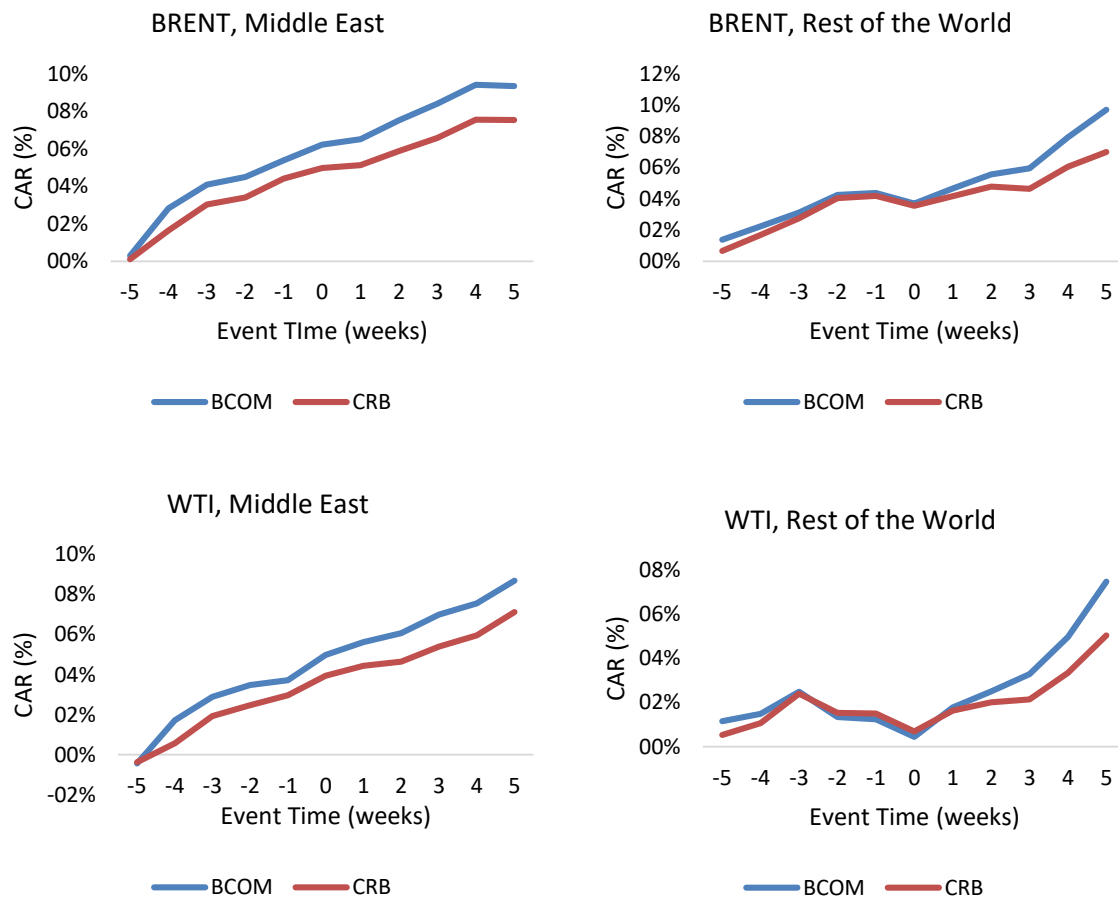 BRENT, Middle East
CAR (%)
10%
08%
06%
04%
02%
00%
-5 -4 -3 -2 -1 0 1 2 3 4 5
Event TIme (weeks)
BCOM CRB
BRENT, Rest of the World
CAR (%)
12%
10%
08%
06%
04%
02%
00%
-5 -4 -3 -2 -1 0 1 2 3 4 5
Event Time (weeks)
BCOM CRB
WTI, Middle East
CAR (%)
10%
08%
06%
04%
02%
00%
-02%
-5 -4 -3 -2 -1 0 1 2 3 4 5
Event Time (weeks)
BCOM CRB
WTI, Rest of the World
CAR (%)
08%
06%
04%
02%
00%
-5 -4 -3 -2 -1 0 1 2 3 4 5
Event Time (weeks)
BCOM CRB